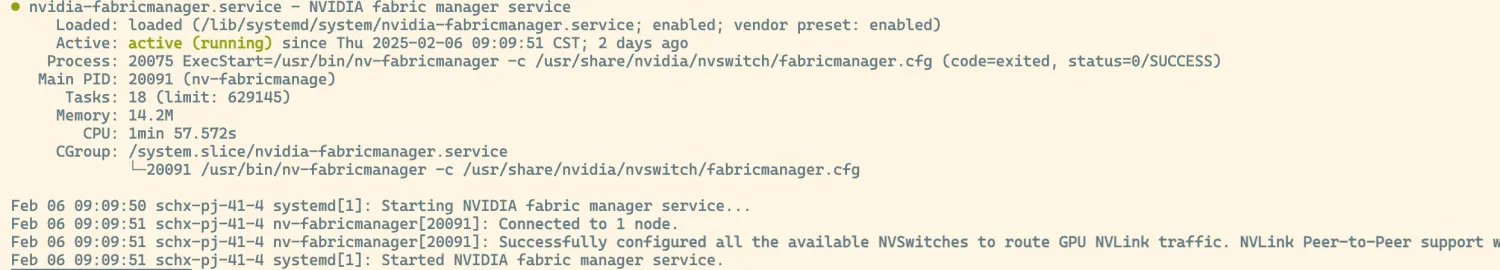 ● nvidia-fabricmanager.service - NVIDIA fabric manager service
Loaded: loaded (/lib/systemd/system/nvidia-fabricmanager.service; enabled; vendor preset: enabled)
Active: active (running) since Thu 2025-02-06 09:09:51 CST; 2 days ago
Process: 20075 ExecStart=/usr/bin/nv-fabricmanager -c /usr/share/nvidia/nvswitch/fabricmanager.cfg (code=exited, status=0/SUCCESS)
Main PID: 20091 (nv-fabricmanage)
Tasks: 18 (limit: 629145)
Memory: 14.2M
CPU: 1min 57.572s
CGroup: /system.slice/nvidia-fabricmanager.service
└─20091 /usr/bin/nv-fabricmanager -c /usr/share/nvidia/nvswitch/fabricmanager.cfg
Feb 06 09:09:50 schx-pj-41-4 systemd[1]: Starting NVIDIA fabric manager service...
Feb 06 09:09:51 schx-pj-41-4 nv-fabricmanager[20091]: Connected to 1 node.
Feb 06 09:09:51 schx-pj-41-4 nv-fabricmanager[20091]: Successfully configured all the available NVSwitches to route GPU NVLink traffic. NVLink Peer-to-Peer support w
Feb 06 09:09:51 schx-pj-41-4 systemd[1]: Started NVIDIA fabric manager service.